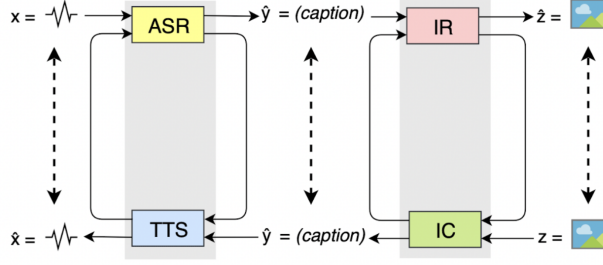 x = ASR ŷ = (caption) IR ẑ =
x̂ = TTS ŷ = (caption) IC z =